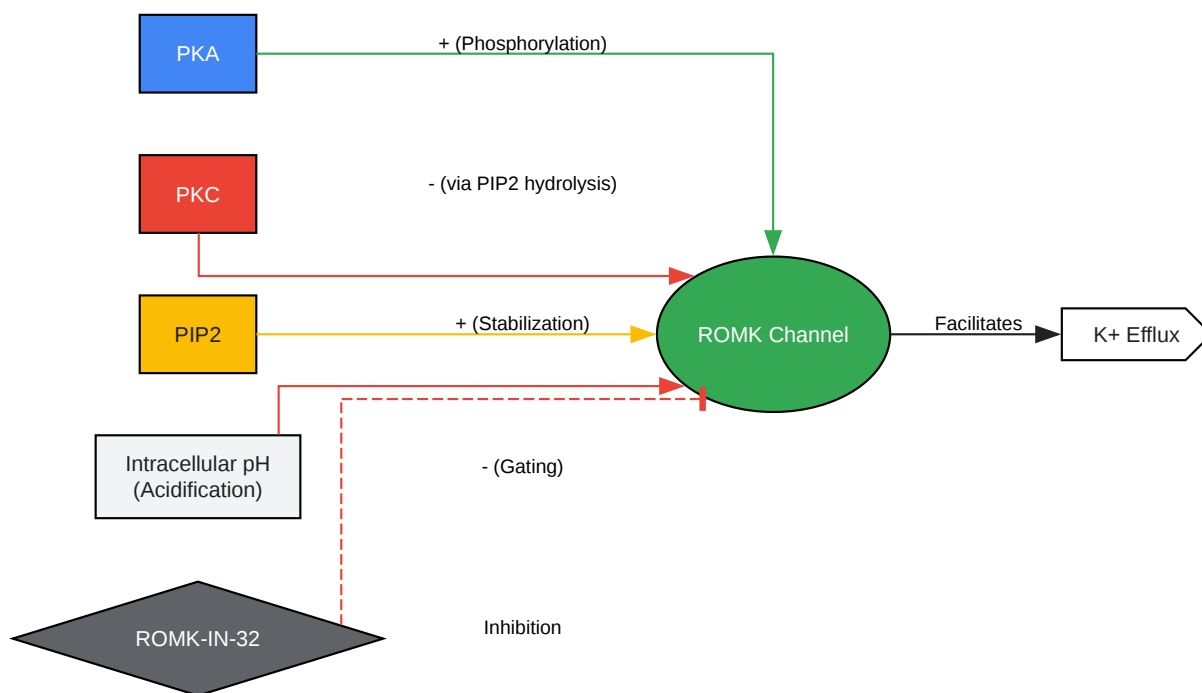 PKA
+ (Phosphorylation)
PKC
- (via PIP2 hydrolysis)
PIP2
+ (Stabilization)
ROMK Channel
Facilitates
K+ Efflux
Intracellular pH
(Acidification)
- (Gating)
ROMK-IN-32
Inhibition